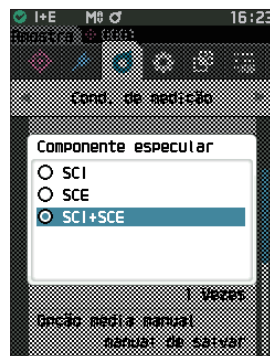 I+E M0 16:23
Amostra 0001
Cond. de medição
Componente especular
SCI
SCE
SCI+SCE
1 Vezes
Opção média manual
manual de salvar